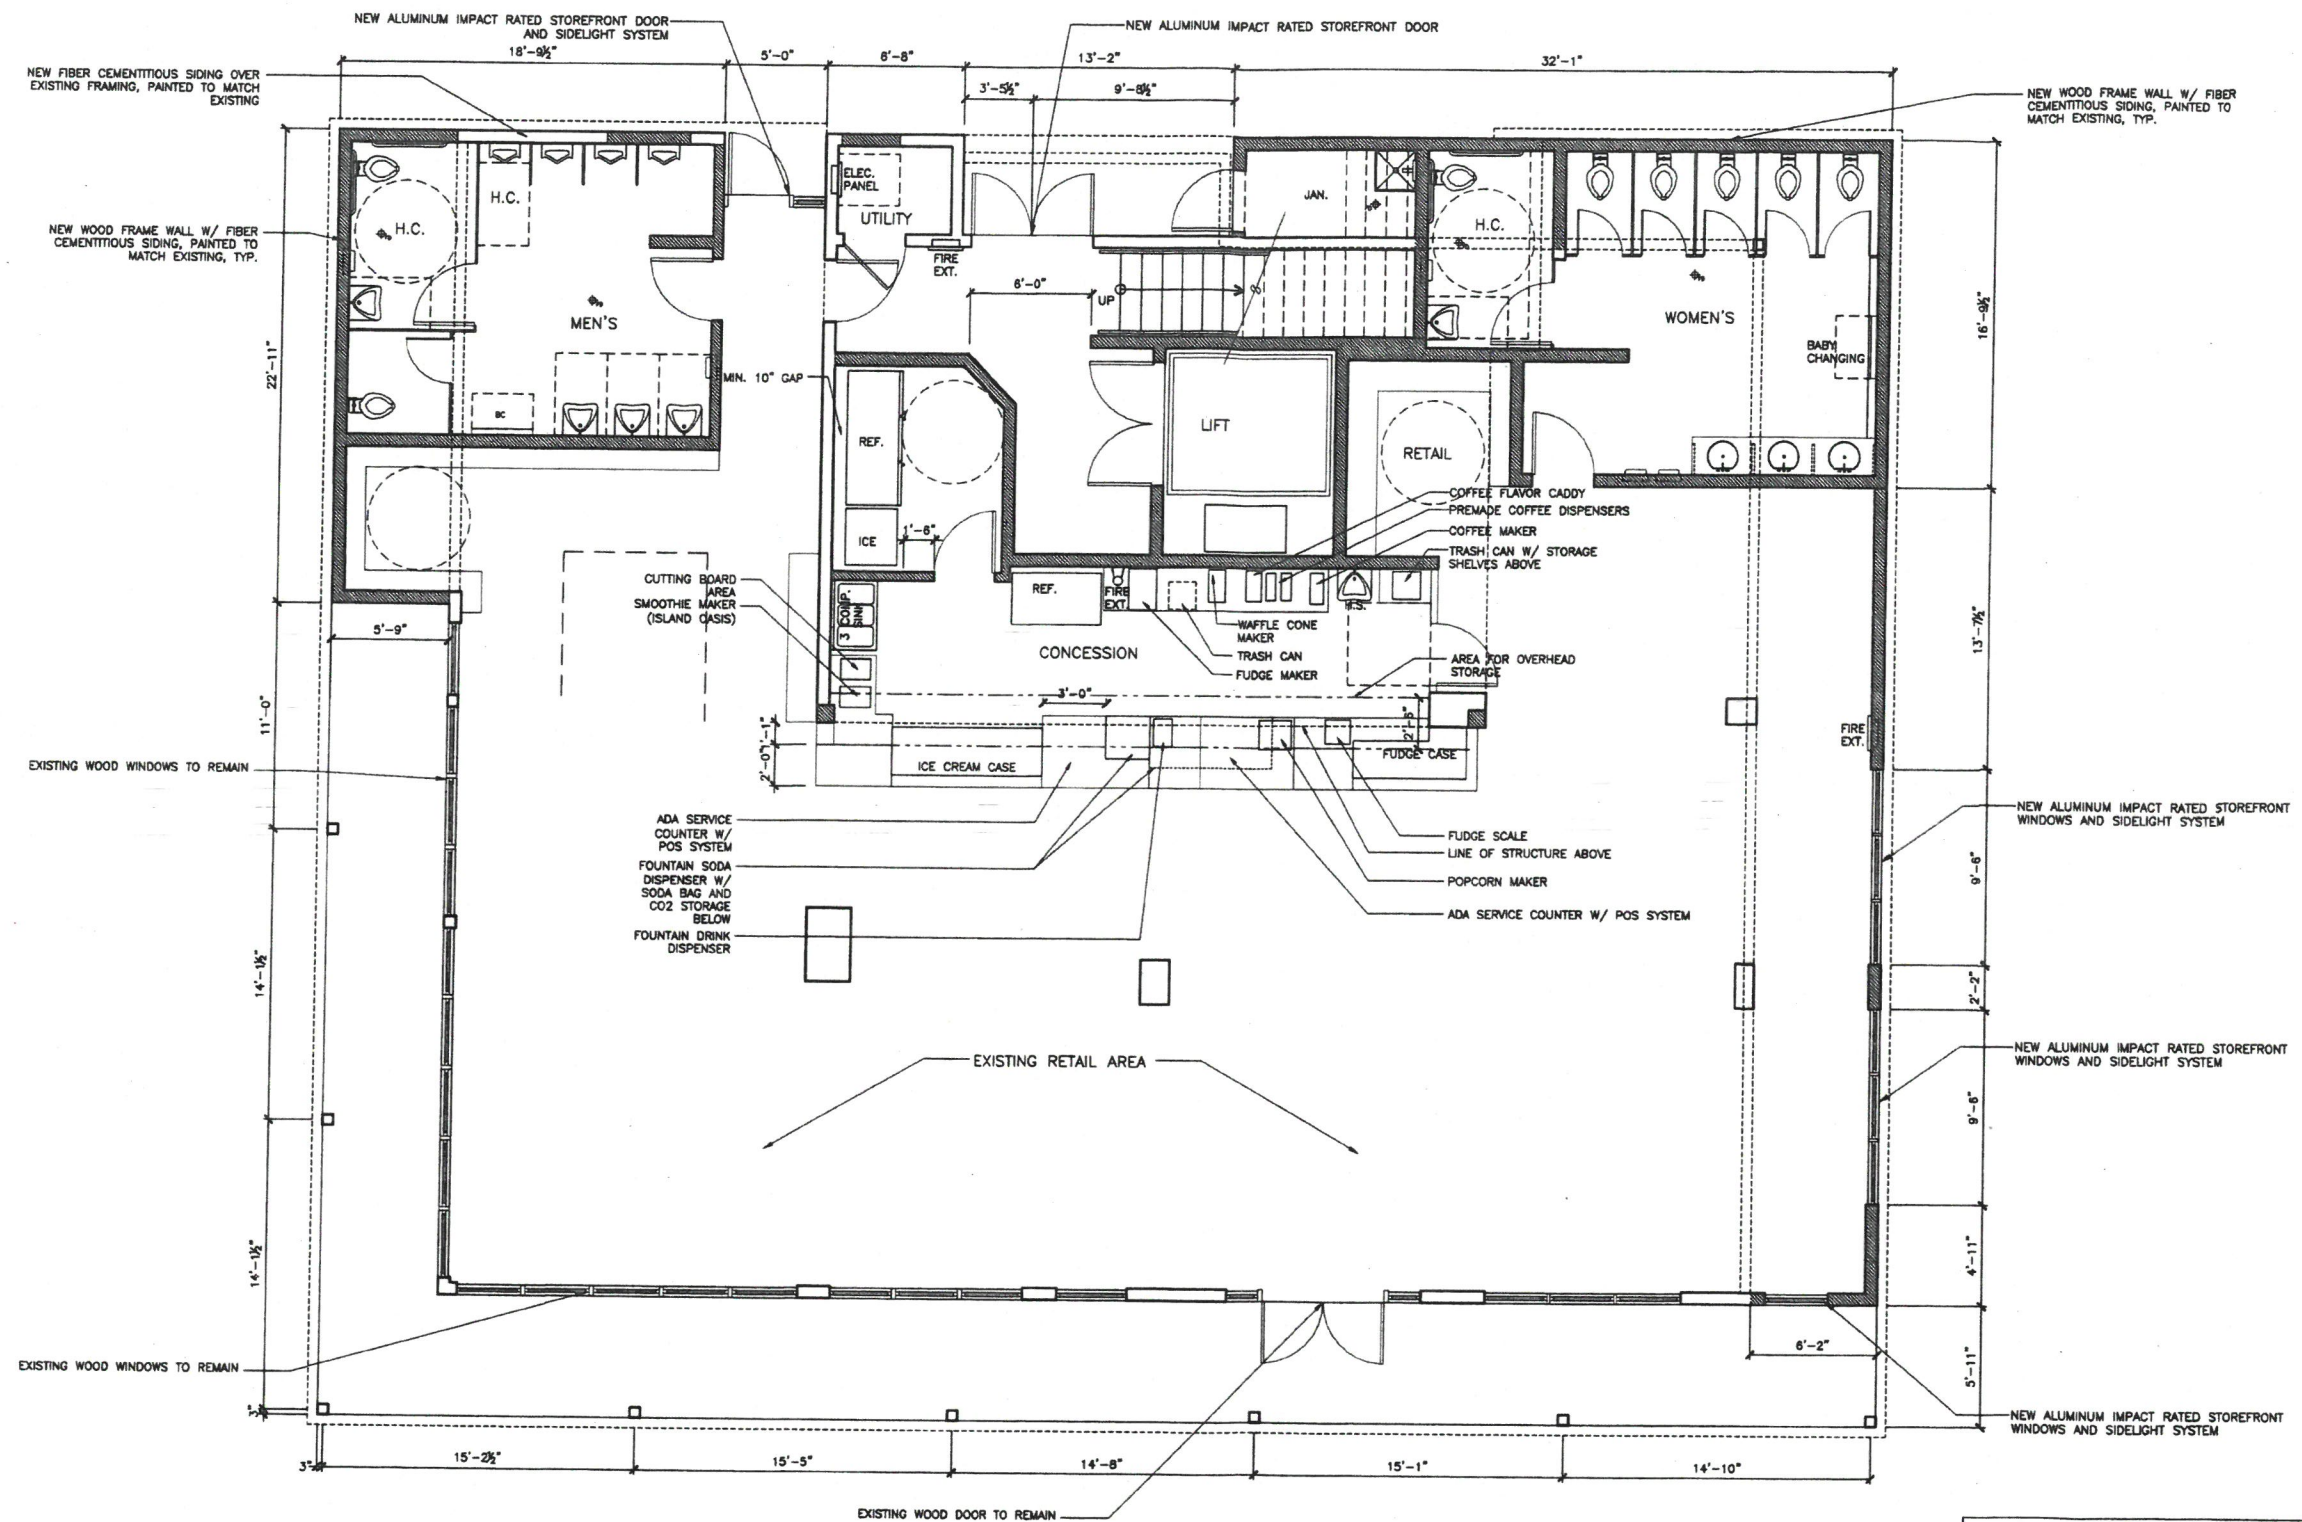 NEW ALUMINUM IMPACT RATED STOREFRONT DOOR
AND SIDELIGHT SYSTEM
NEW ALUMINUM IMPACT RATED STOREFRONT DOOR
18'-9½"
5'-0"
6'-8"
13'-2"
32'-1"
3'-5½"
9'-8½"
NEW FIBER CEMENTITIOUS SIDING OVER
EXISTING FRAMING, PAINTED TO MATCH
EXISTING
NEW WOOD FRAME WALL W/ FIBER
CEMENTITIOUS SIDING, PAINTED TO
MATCH EXISTING, TYP.
NEW WOOD FRAME WALL W/ FIBER
CEMENTITIOUS SIDING, PAINTED TO
MATCH EXISTING, TYP.
H.C.
H.C.
MEN'S
BC
ELEC.
PANEL
UTILITY
FIRE
EXT.
JAN.
6'-0"
UP
H.C.
WOMEN'S
BABY
CHANGING
22'-11"
16'-9½"
MIN. 10" GAP
REF.
ICE
1'-6"
LIFT
RETAIL
COFFEE FLAVOR CADDY
PREMADE COFFEE DISPENSERS
COFFEE MAKER
TRASH CAN W/ STORAGE
SHELVES ABOVE
CUTTING BOARD
AREA
SMOOTHIE MAKER
(ISLAND OASIS)
3 COMP.
SINK
REF.
FIRE
EXT.
H.S.
WAFFLE CONE
MAKER
TRASH CAN
FUDGE MAKER
CONCESSION
AREA FOR OVERHEAD
STORAGE
5'-9"
13'-7½"
3'-0"
2'-6"
1'-1"
2'-0"
ICE CREAM CASE
FUDGE CASE
FIRE
EXT.
11'-0"
EXISTING WOOD WINDOWS TO REMAIN
NEW ALUMINUM IMPACT RATED STOREFRONT
WINDOWS AND SIDELIGHT SYSTEM
ADA SERVICE
COUNTER W/
POS SYSTEM
FOUNTAIN SODA
DISPENSER W/
SODA BAG AND
CO2 STORAGE
BELOW
FOUNTAIN DRINK
DISPENSER
FUDGE SCALE
LINE OF STRUCTURE ABOVE
POPCORN MAKER
ADA SERVICE COUNTER W/ POS SYSTEM
9'-6"
14'-1½"
2'-2"
EXISTING RETAIL AREA
NEW ALUMINUM IMPACT RATED STOREFRONT
WINDOWS AND SIDELIGHT SYSTEM
9'-6"
14'-1½"
4'-11"
6'-2"
5'-11"
EXISTING WOOD WINDOWS TO REMAIN
3"
NEW ALUMINUM IMPACT RATED STOREFRONT
WINDOWS AND SIDELIGHT SYSTEM
3"
15'-2½"
15'-5"
14'-8"
15'-1"
14'-10"
EXISTING WOOD DOOR TO REMAIN